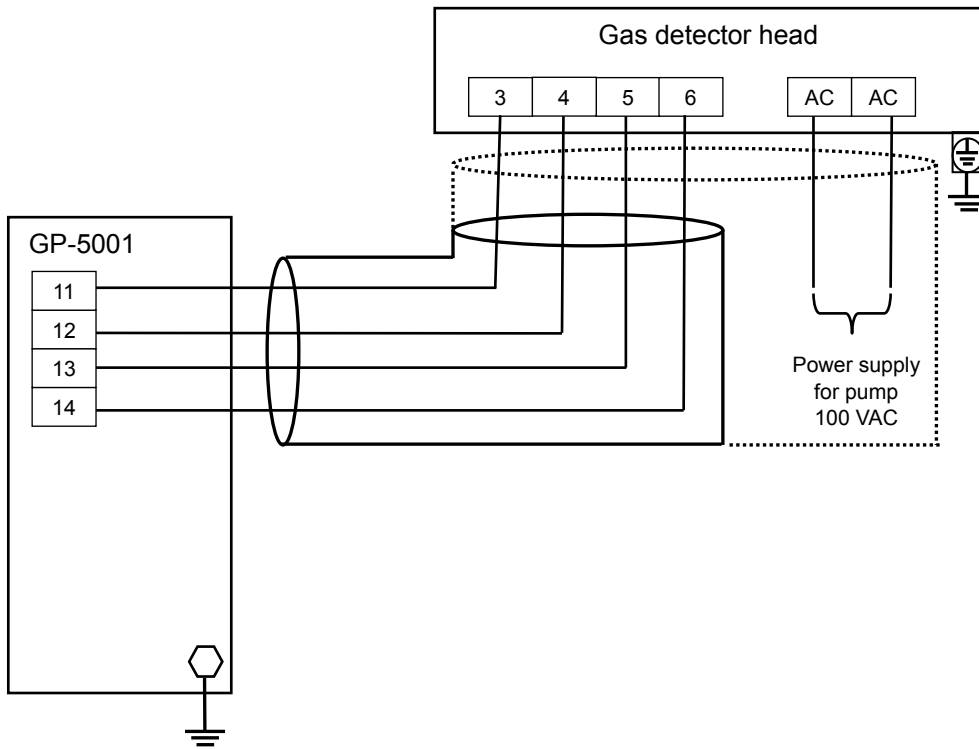 Gas detector head
3 4 5 6 AC AC
GP-5001
11
12
13
14
Power supply
for pump
100 VAC